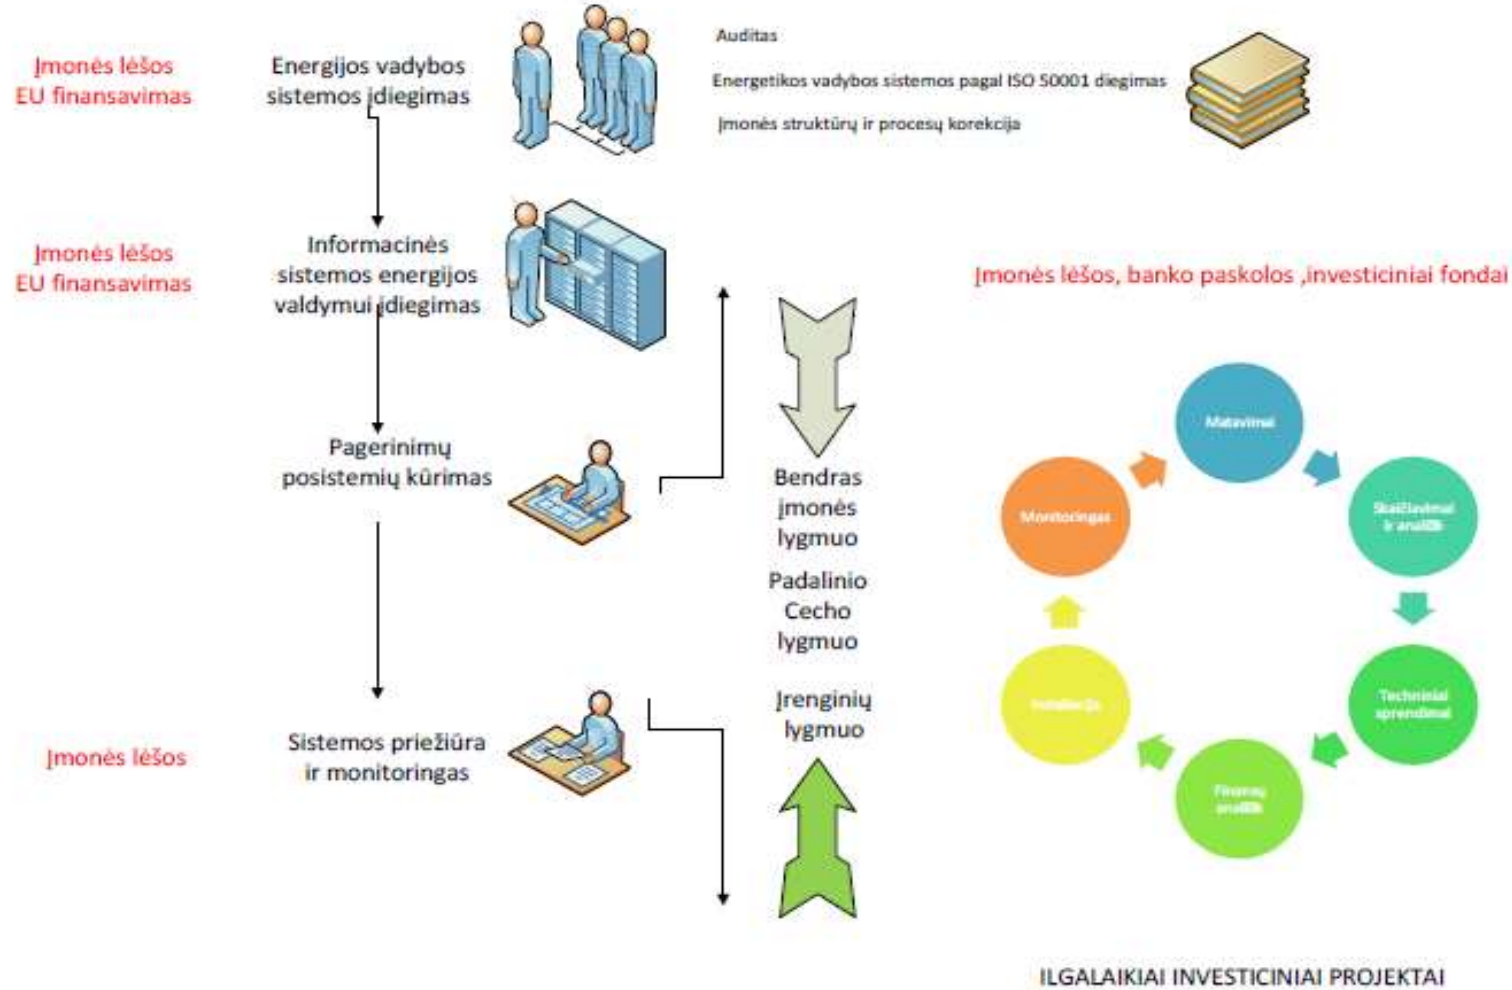 Įmonės lėšos
EU finansavimas
Energijos vadybos
sistemos įdiegimas
Auditas
Energetikos vadybos sistemos pagal ISO 50001 diegimas
Įmonės struktūrų ir procesų korekcija
Įmonės lėšos
EU finansavimas
Informacinės
sistemos energijos
valdymui įdiegimas
Pagerinimų
posistemių kūrimas
Įmonės lėšos
Sistemos priežiūra
ir monitoringas
Bendras
įmonės
lygmuo
Padalinio
Cecho
lygmuo
Įrenginių
lygmuo
Įmonės lėšos, banko paskolos ,investiciniai fondai
Matavimai
Skaičiavimai
ir analizė
Techniniai
sprendimai
Finansų
analizė
Monitoringas
ILGALAIKIAI INVESTICINIAI PROJEKTAI